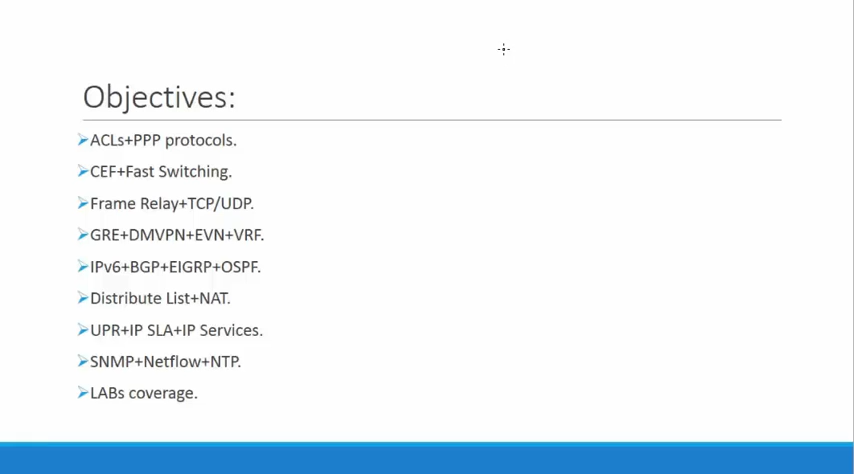 Objectives:
ACLs+PPP protocols.
CEF+Fast Switching.
Frame Relay+TCP/UDP.
GRE+DMVPN+EVN+VRF.
IPv6+BGP+EIGRP+OSPF.
Distribute List+NAT.
UPR+IP SLA+IP Services.
SNMP+Netflow+NTP.
LABs coverage.